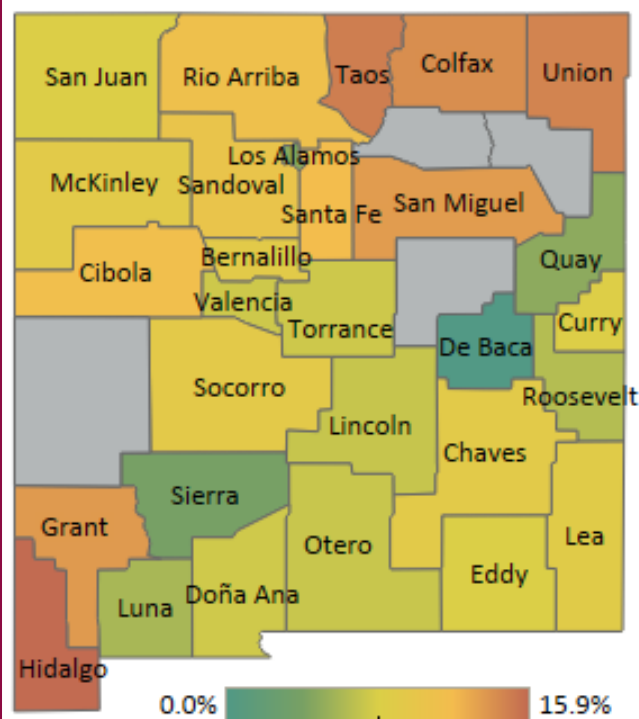 San Juan
Rio Arriba
Taos
Colfax
Union
Los Alamos
McKinley
Sandoval
Santa Fe
San Miguel
Bernalillo
Cibola
Quay
Valencia
Torrance
Curry
De Baca
Socorro
Roosevelt
Lincoln
Chaves
Sierra
Grant
Otero
Lea
Eddy
Luna
Doña Ana
Hidalgo
0.0%
15.9%